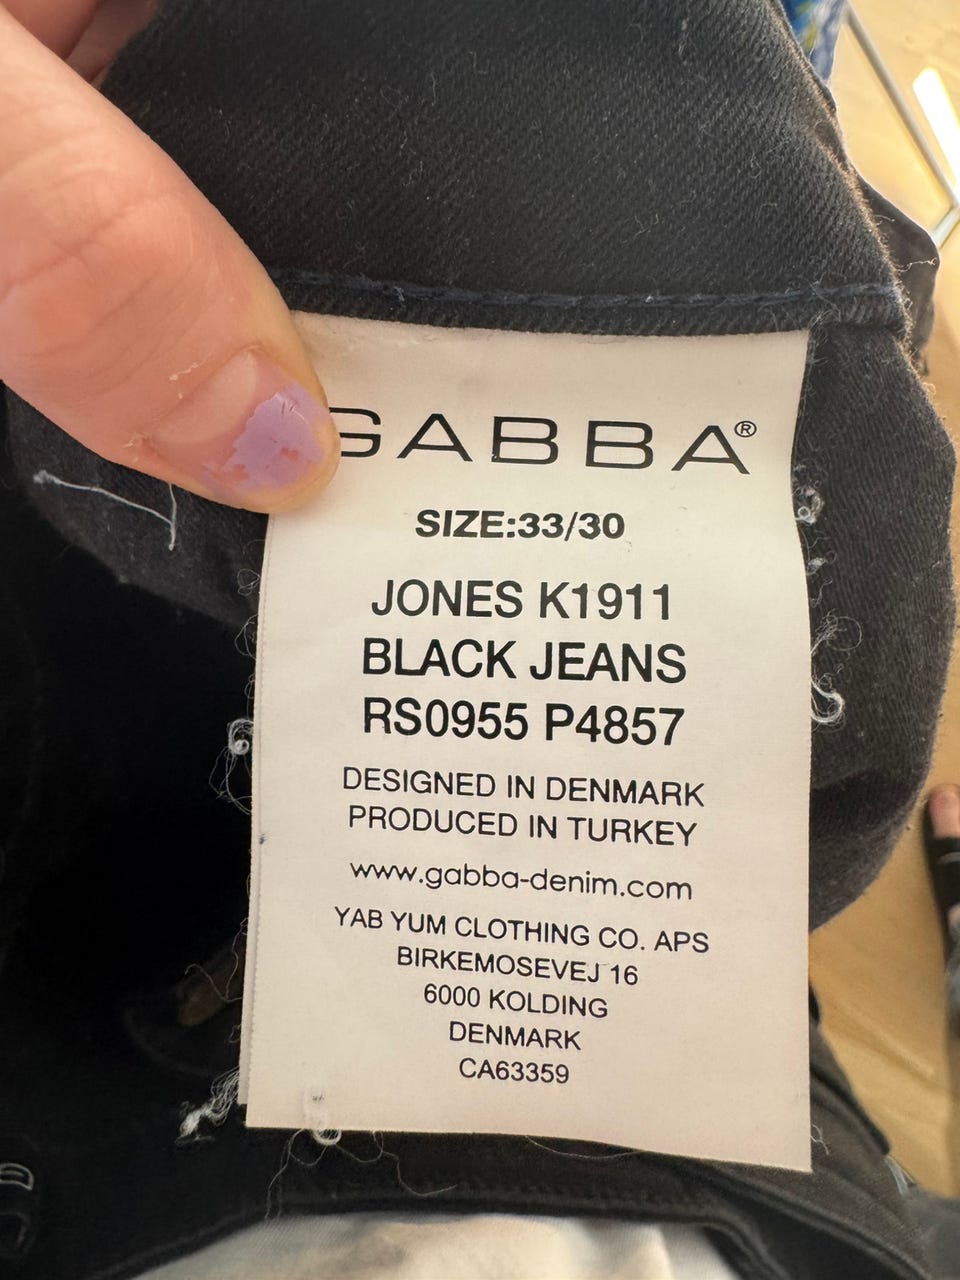 GABBA®
SIZE:33/30
JONES K1911
BLACK JEANS
RS0955 P4857
DESIGNED IN DENMARK
PRODUCED IN TURKEY
www.gabba-denim.com
YAB YUM CLOTHING CO. APS
BIRKEMOSEVEJ 16
6000 KOLDING
DENMARK
CA63359